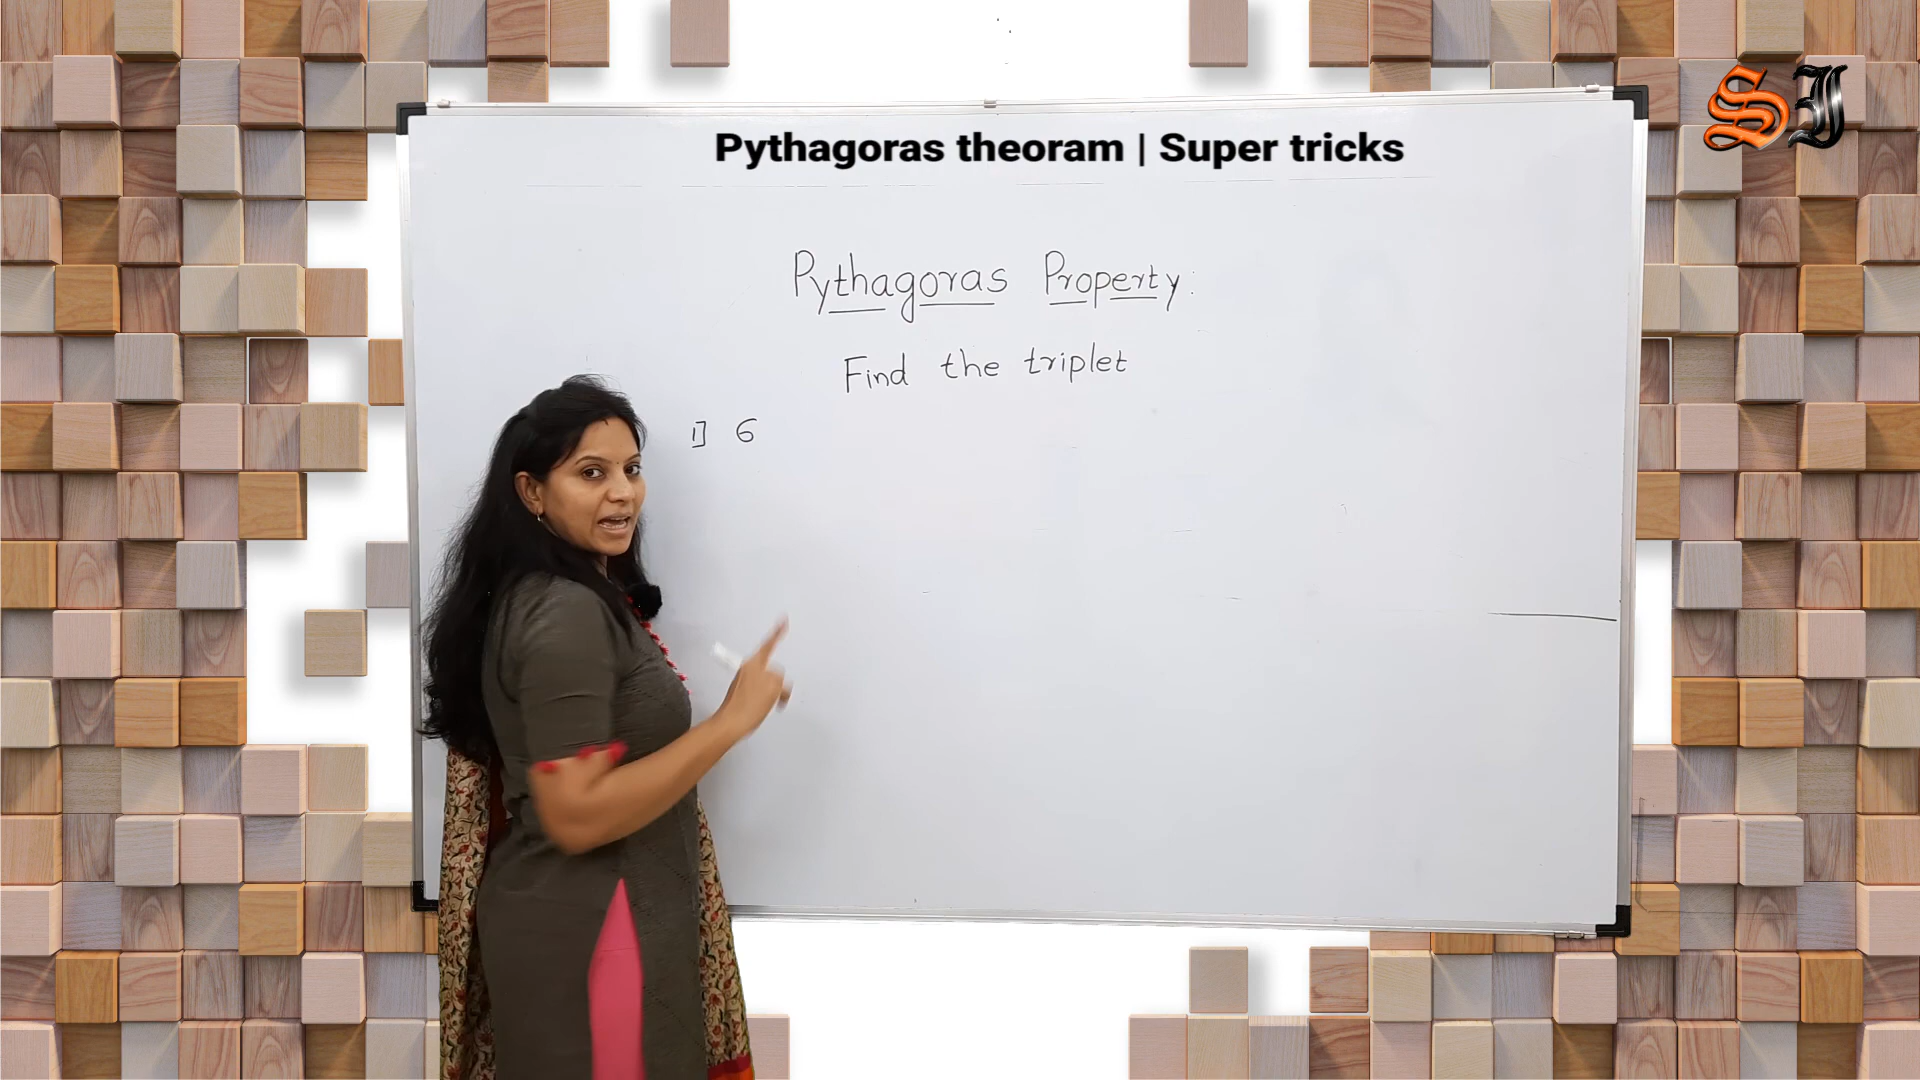 SJ
Pythagoras theoram | Super tricks
Pythagoras Property:
Find the triplet
1] 6